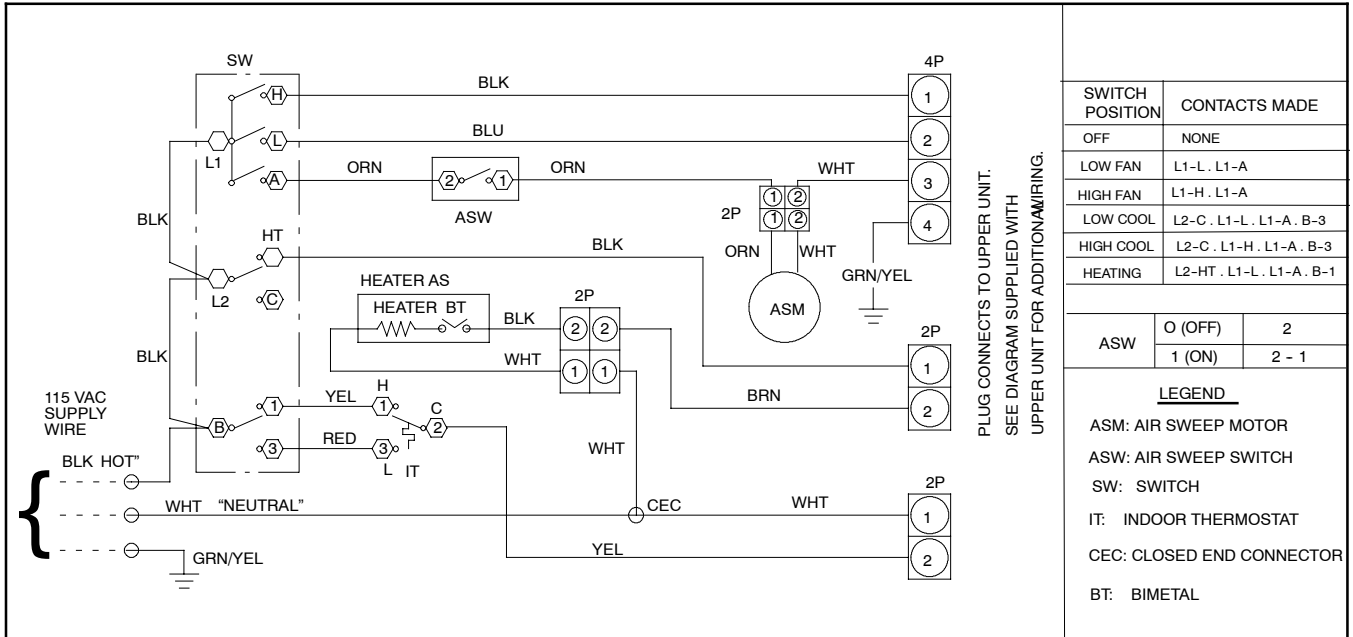 SW
H
BLK
4P
1
L
BLU
2
L1
A
ORN
2
1
ORN
ASW
WHT
3
2P
1 2
1 2
4
ORN
WHT
GRN/YEL
ASM
BLK
HT
BLK
L2
C
HEATER AS
HEATER BT
BLK
2P
2 2
WHT
1 1
2P
1
BRN
2
BLK
115 VAC
SUPPLY
WIRE
B
1
YEL
H
1
C
2
3
RED
3
L
IT
WHT
BLK HOT”
WHT “NEUTRAL”
CEC
WHT
2P
1
GRN/YEL
YEL
2
PLUG CONNECTS TO UPPER UNIT.
SEE DIAGRAM SUPPLIED WITH
UPPER UNIT FOR ADDITIONAL WIRING.
SWITCH
POSITION
CONTACTS MADE
OFF NONE
LOW FAN L1-L . L1-A
HIGH FAN L1-H . L1-A
LOW COOL L2-C . L1-L . L1-A . B-3
HIGH COOL L2-C . L1-H . L1-A . B-3
HEATING L2-HT . L1-L . L1-A . B-1
ASW
O (OFF) 2
1 (ON) 2 - 1
LEGEND
ASM: AIR SWEEP MOTOR
ASW: AIR SWEEP SWITCH
SW: SWITCH
IT: INDOOR THERMOSTAT
CEC: CLOSED END CONNECTOR
BT: BIMETAL